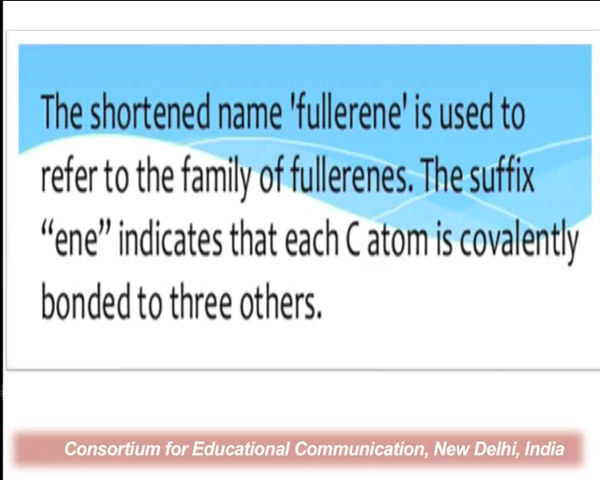 The shortened name 'fullerene' is used to
refer to the family of fullerenes. The suffix
“ene” indicates that each C atom is covalently
bonded to three others.
Consortium for Educational Communication, New Delhi, India